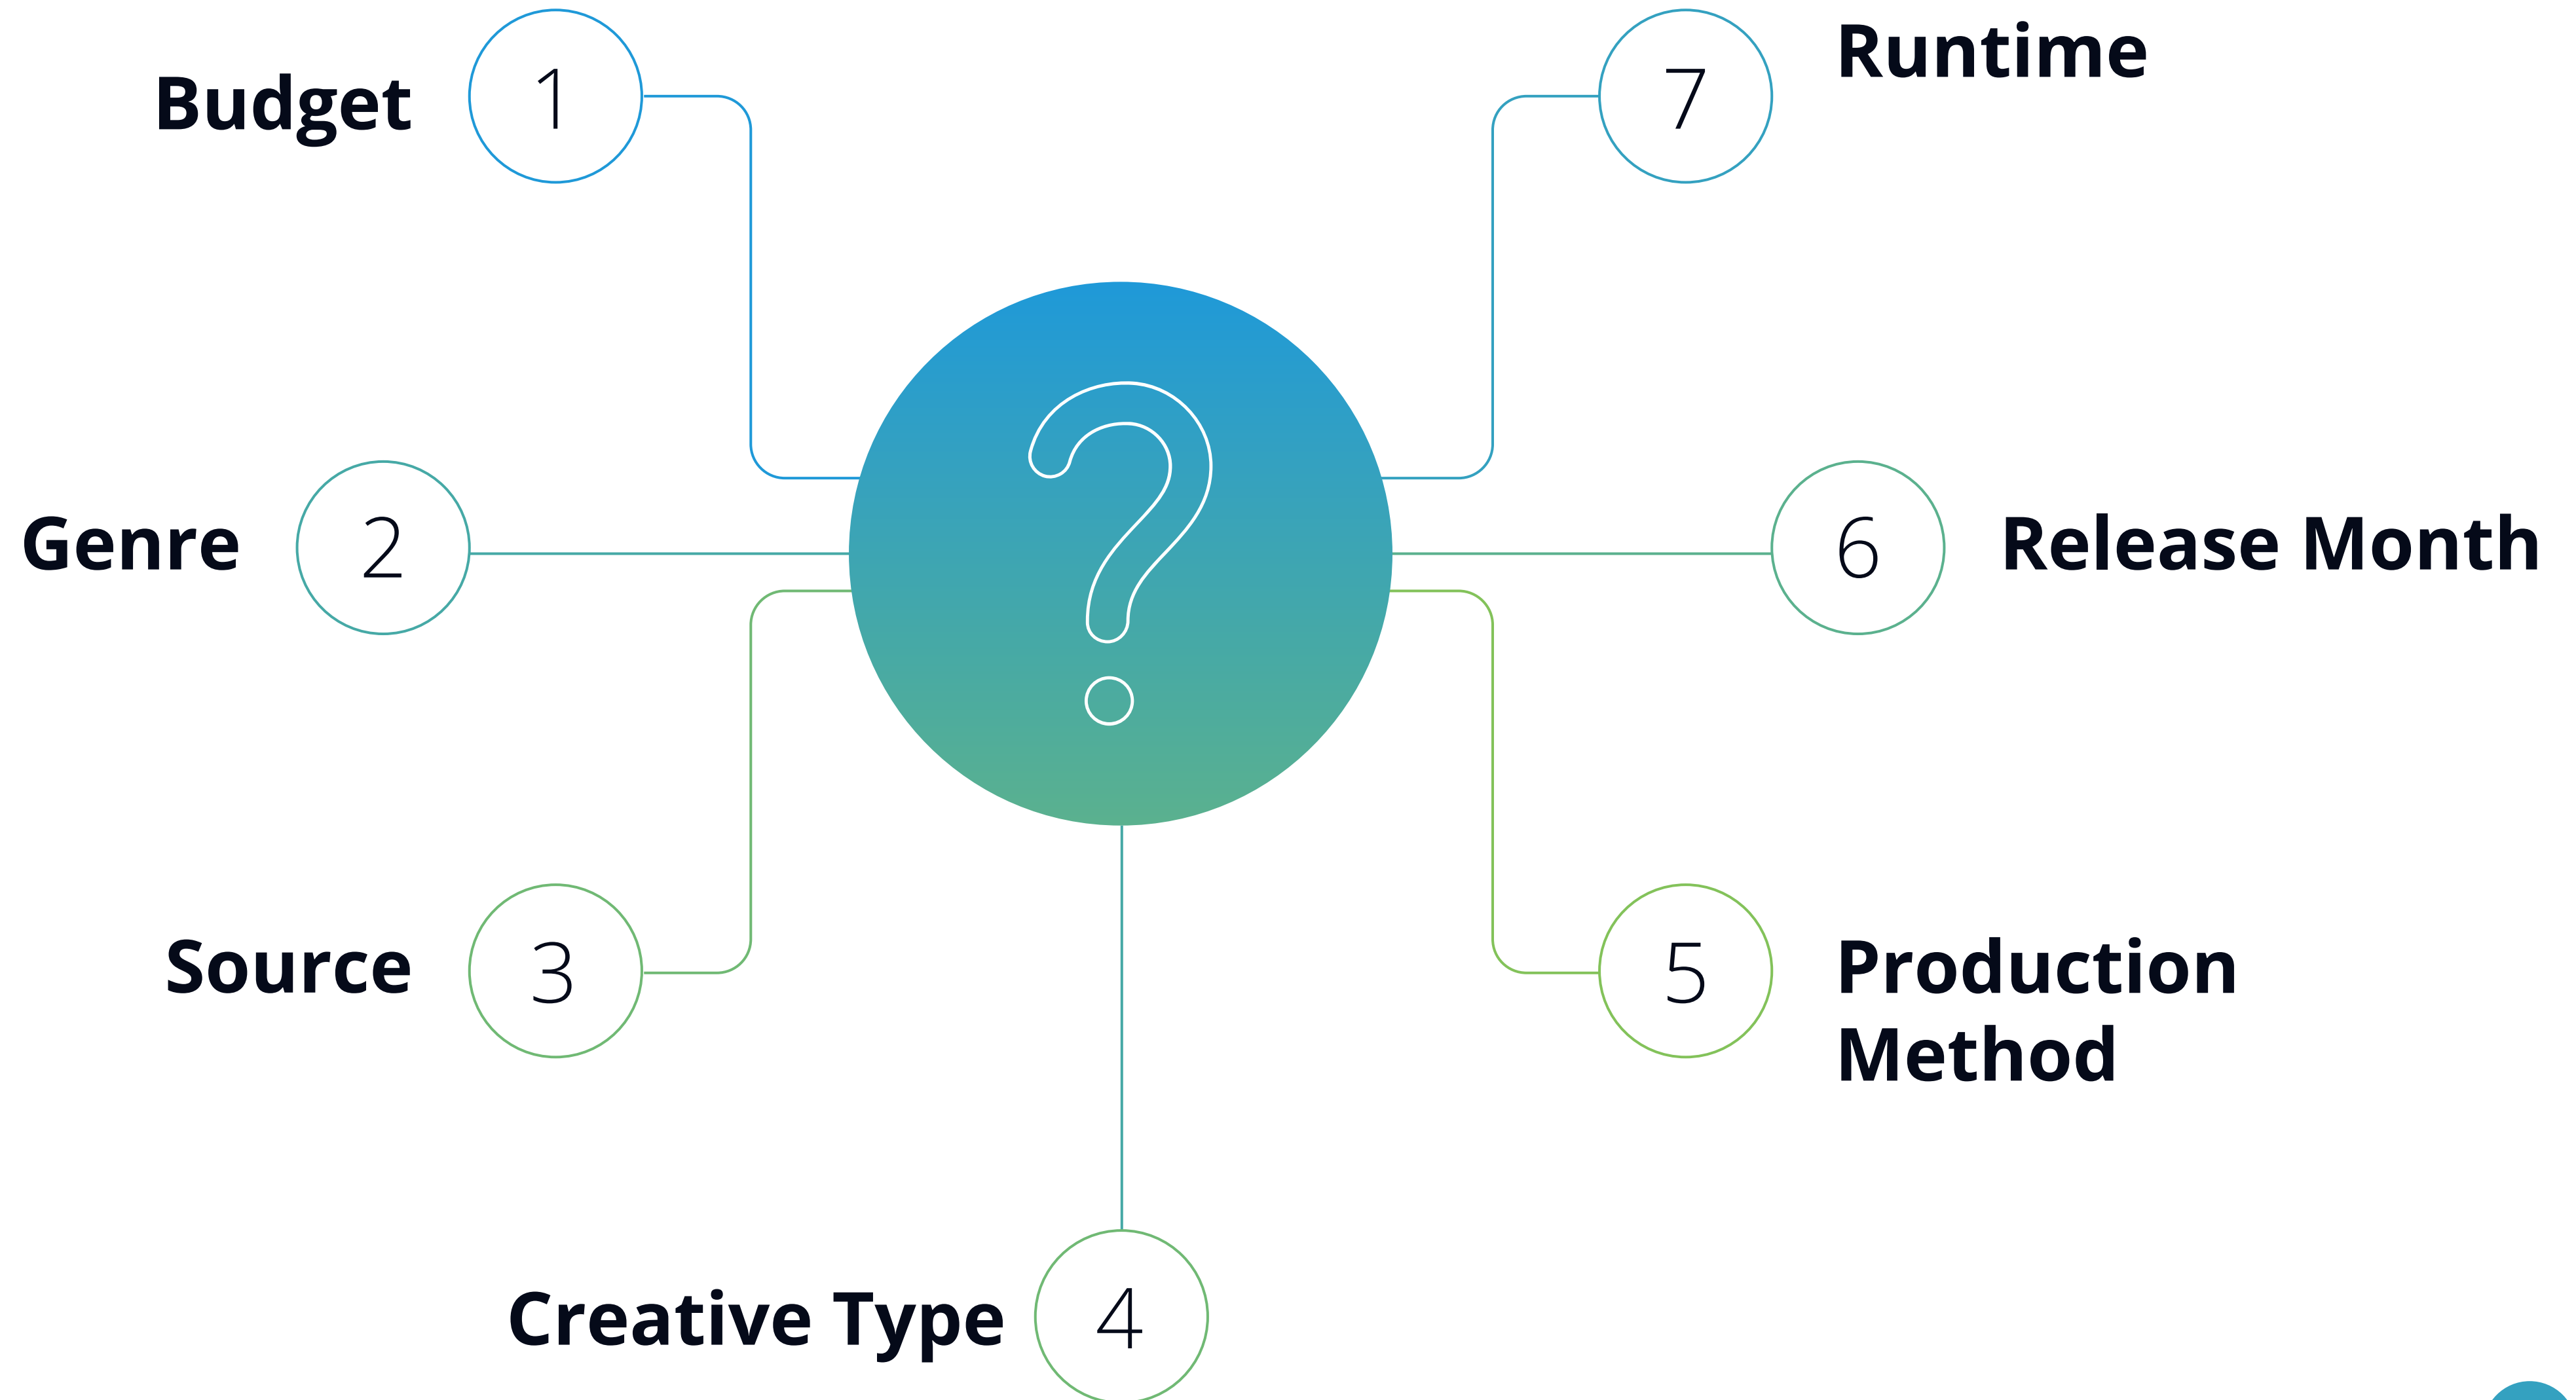 Budget
1
7
Runtime
Genre
2
?
6
Release Month
Source
3
5
Production
Method
Creative Type
4